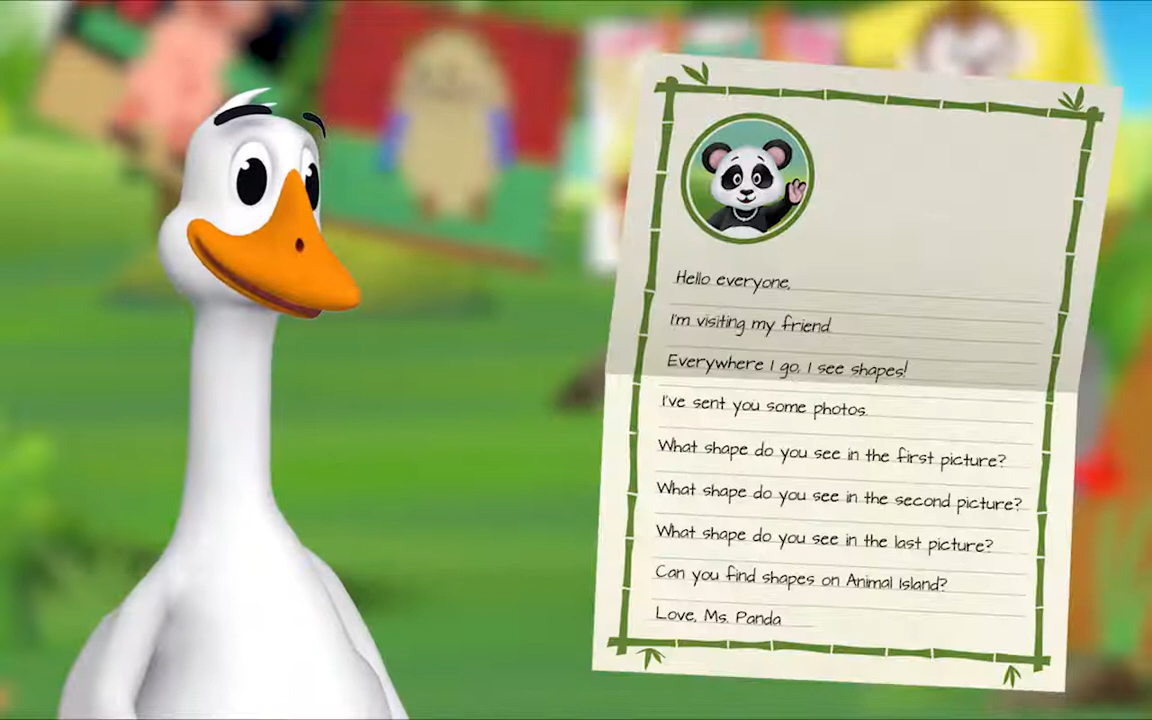 Hello everyone,
I'm visiting my friend.
Everywhere I go, I see shapes!
I've sent you some photos.
What shape do you see in the first picture?
What shape do you see in the second picture?
What shape do you see in the last picture?
Can you find shapes on Animal Island?
Love, Ms. Panda